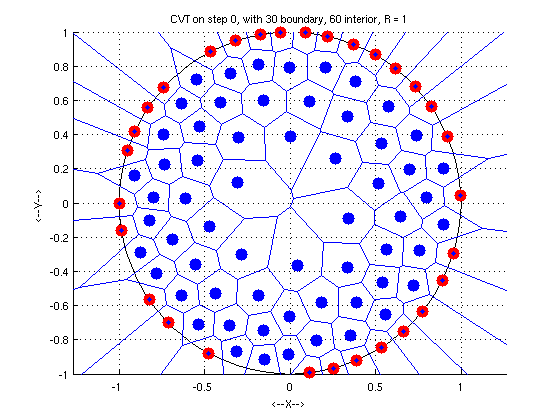 CVT on step 0, with 30 boundary, 60 interior, R = 1
1
0.8
0.6
0.4
0.2
0
-0.2
-0.4
-0.6
-0.8
-1
<--Y-->
-1 -0.5 0 0.5 1
<--X-->